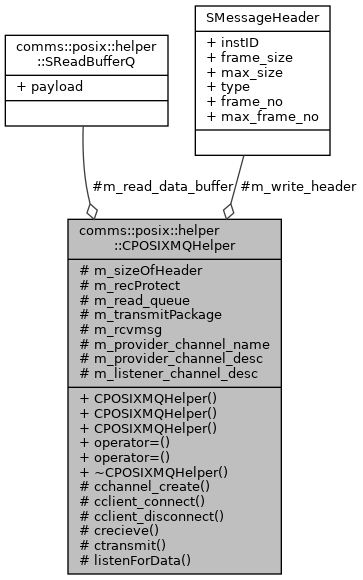 comms::posix::helper
::SReadBufferQ
+ payload
SMessageHeader
+ instID
+ frame_size
+ max_size
+ type
+ frame_no
+ max_frame_no
#m_read_data_buffer
#m_write_header
comms::posix::helper
::CPOSIXMQHelper
# m_sizeOfHeader
# m_recProtect
# m_read_queue
# m_transmitPackage
# m_rcvmsg
# m_provider_channel_name
# m_provider_channel_desc
# m_listener_channel_desc
+ CPOSIXMQHelper()
+ CPOSIXMQHelper()
+ CPOSIXMQHelper()
+ operator=()
+ operator=()
+ ~CPOSIXMQHelper()
# cchannel_create()
# cclient_connect()
# cclient_disconnect()
# crecieve()
# ctransmit()
# listenForData()